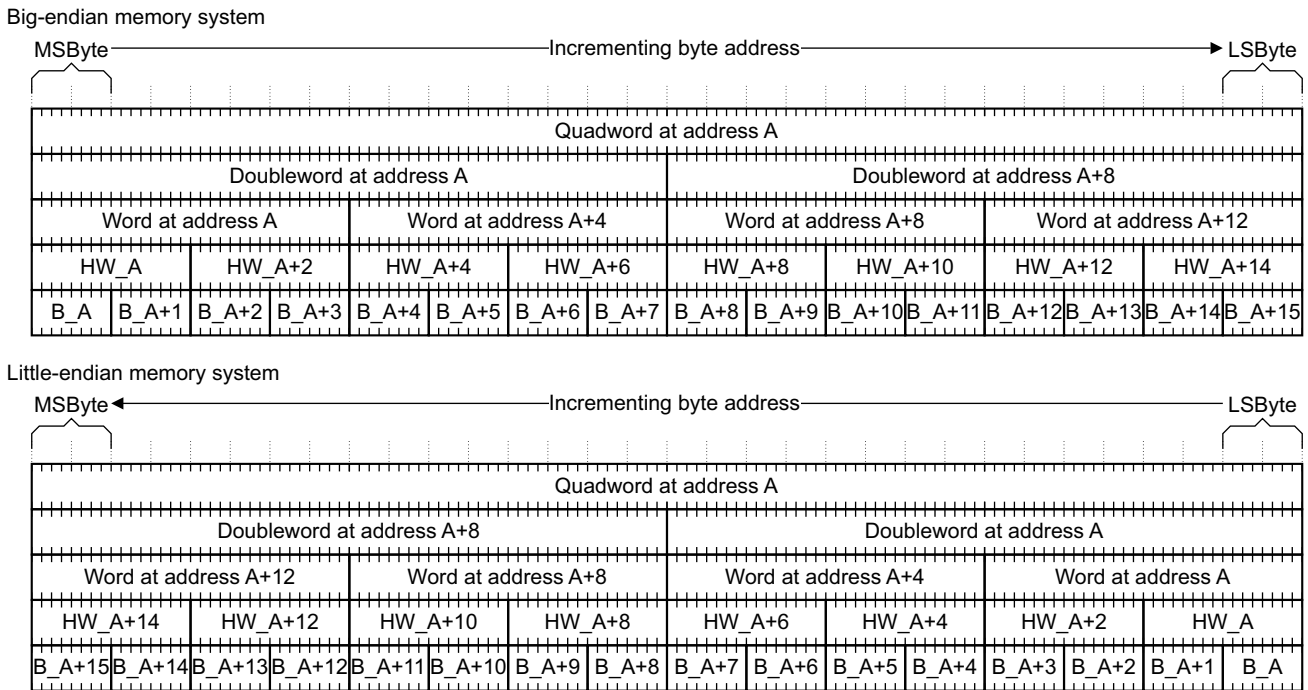 Big-endian memory system
MSByte Incrementing byte address LSByte
Quadword at address A
Doubleword at address A Doubleword at address A+8
Word at address A Word at address A+4 Word at address A+8 Word at address A+12
HW_A HW_A+2 HW_A+4 HW_A+6 HW_A+8 HW_A+10 HW_A+12 HW_A+14
B_A B_A+1 B_A+2 B_A+3 B_A+4 B_A+5 B_A+6 B_A+7 B_A+8 B_A+9 B_A+10 B_A+11 B_A+12 B_A+13 B_A+14 B_A+15
Little-endian memory system
MSByte Incrementing byte address LSByte
Quadword at address A
Doubleword at address A+8 Doubleword at address A
Word at address A+12 Word at address A+8 Word at address A+4 Word at address A
HW_A+14 HW_A+12 HW_A+10 HW_A+8 HW_A+6 HW_A+4 HW_A+2 HW_A
B_A+15 B_A+14 B_A+13 B_A+12 B_A+11 B_A+10 B_A+9 B_A+8 B_A+7 B_A+6 B_A+5 B_A+4 B_A+3 B_A+2 B_A+1 B_A